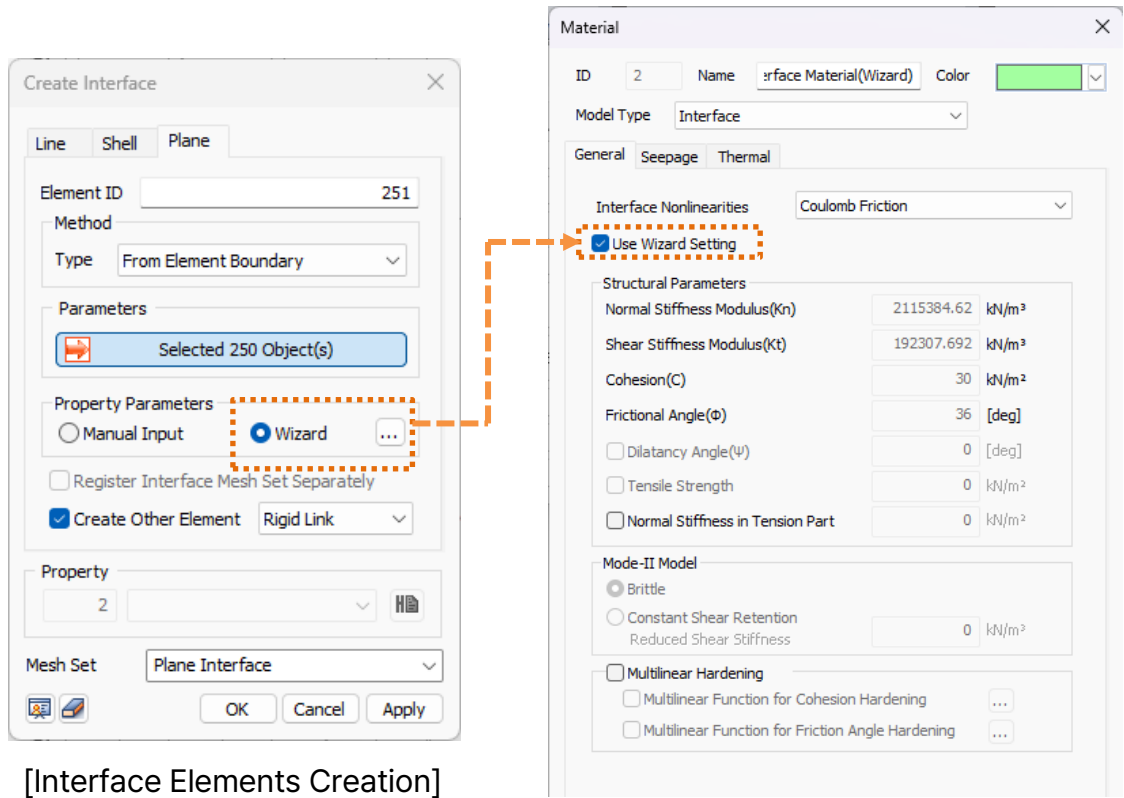 Create Interface
Line Shell Plane
Element ID 251
Method
Type From Element Boundary
Parameters
Selected 250 Object(s)
Property Parameters
Manual Input Wizard ...
Register Interface Mesh Set Separately
Create Other Element Rigid Link
Property
2
Mesh Set Plane Interface
OK Cancel Apply
[Interface Elements Creation]
Material
ID 2 Name erface Material(Wizard) Color
Model Type Interface
General Seepage Thermal
Interface Nonlinearities Coulomb Friction
Use Wizard Setting
Structural Parameters
Normal Stiffness Modulus(Kn) 2115384.62 kN/m³
Shear Stiffness Modulus(Kt) 192307.692 kN/m³
Cohesion(C) 30 kN/m²
Frictional Angle(Φ) 36 [deg]
Dilatancy Angle(Ψ) 0 [deg]
Tensile Strength 0 kN/m²
Normal Stiffness in Tension Part 0 kN/m²
Mode-II Model
Brittle
Constant Shear Retention
Reduced Shear Stiffness 0 kN/m³
Multilinear Hardening
Multilinear Function for Cohesion Hardening ...
Multilinear Function for Friction Angle Hardening ...